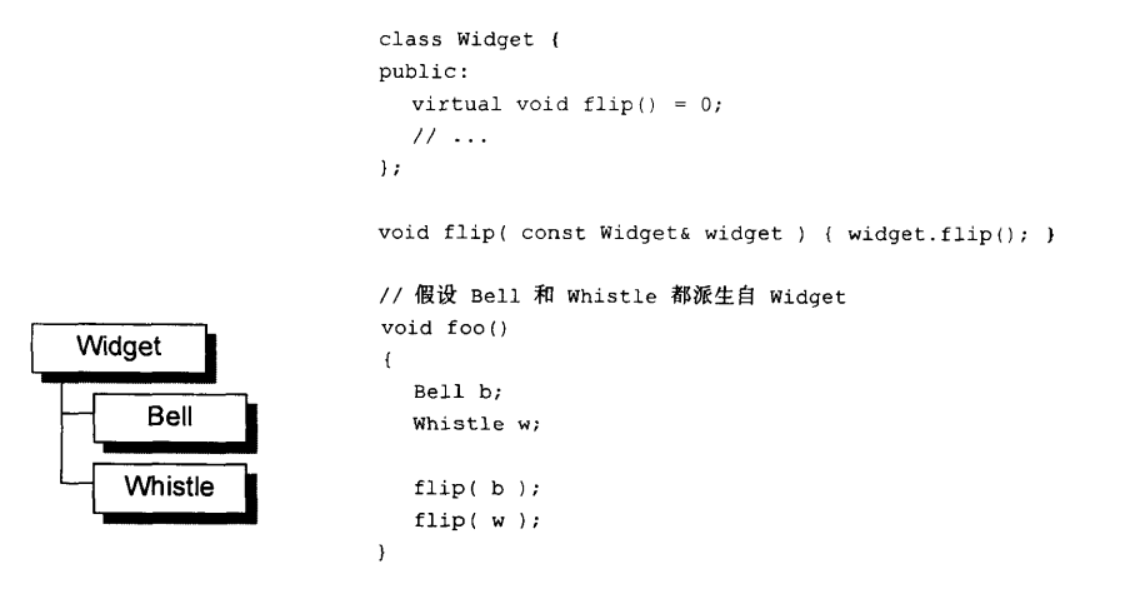 class Widget {
public:
virtual void flip() = 0;
// ...
};
void flip( const Widget& widget ) { widget.flip(); }
// 假设 Bell 和 Whistle 都派生自 Widget
void foo()
{
Bell b;
Whistle w;
flip( b );
flip( w );
}
Widget
Bell
Whistle